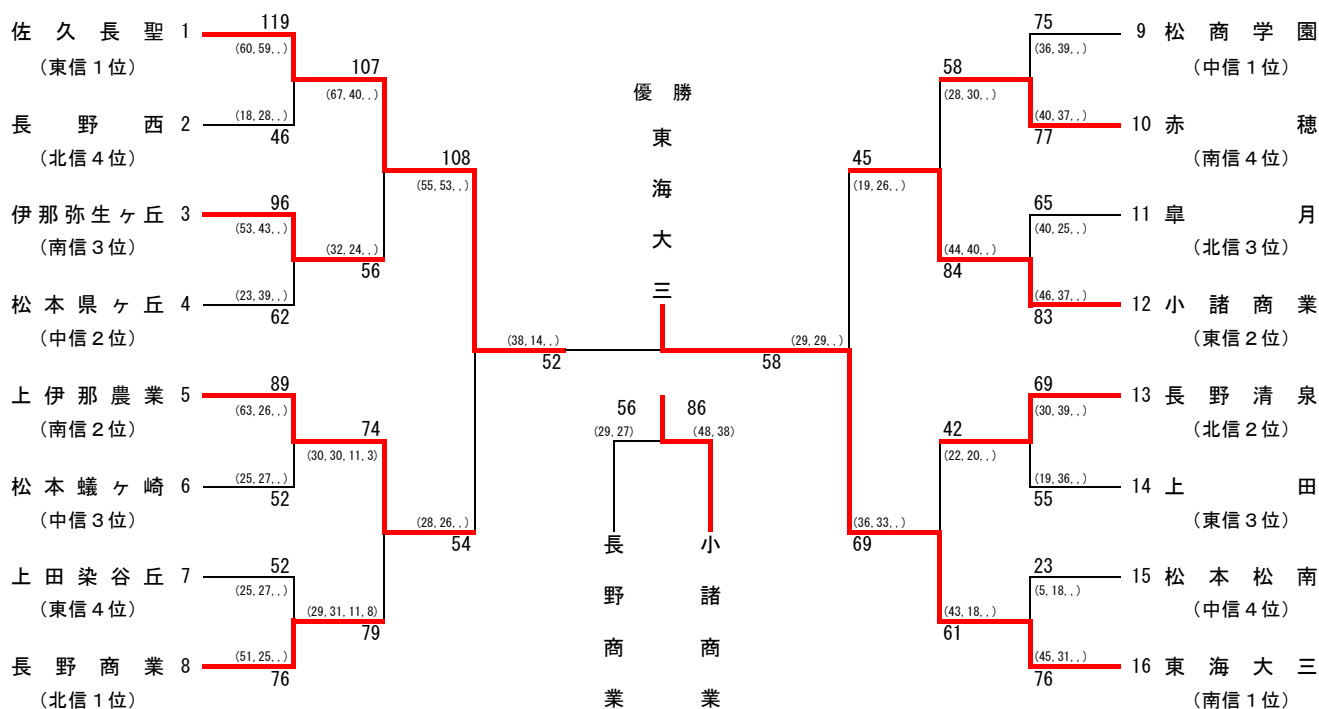 佐久長聖 1
(東信1位)
119
(60, 59, , )
長野西 2
(北信4位)
(18, 28, , )
46
107
(67, 40, , )
伊那弥生ヶ丘 3
(南信3位)
96
(53, 43, , )
松本県ヶ丘 4
(中信2位)
(23, 39, , )
62
(32, 24, , )
56
108
(55, 53, , )
上伊那農業 5
(南信2位)
89
(63, 26, , )
松本蟻ヶ崎 6
(中信3位)
(25, 27, , )
52
74
(30, 30, 11, 3)
上田染谷丘 7
(東信4位)
52
(25, 27, , )
長野商業 8
(北信1位)
(51, 25, , )
76
(29, 31, 11, 8)
79
(28, 26, , )
54
(38, 14, , )
52
優勝
東海大三
58
(29, 29, , )
56
(29, 27)
86
(48, 38)
長野商業
小諸商業
75
(36, 39, , )
9 松商学園
(中信1位)
58
(28, 30, , )
(40, 37, , )
77
10 赤穂
(南信4位)
45
(19, 26, , )
65
(40, 25, , )
11 皐月
(北信3位)
(44, 40, , )
84
(46, 37, , )
83
12 小諸商業
(東信2位)
69
(30, 39, , )
13 長野清泉
(北信2位)
42
(22, 20, , )
(19, 36, , )
55
14 上田
(東信3位)
(36, 33, , )
69
23
(5, 18, , )
15 松本松南
(中信4位)
(43, 18, , )
61
(45, 31, , )
76
16 東海大三
(南信1位)